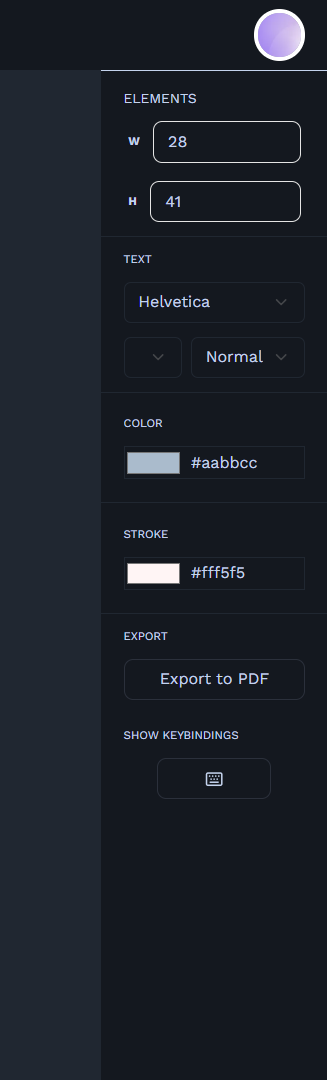 ELEMENTS
W 28
H 41
TEXT
Helvetica
Normal
COLOR
#aabbcc
STROKE
#fff5f5
EXPORT
Export to PDF
SHOW KEYBINDINGS